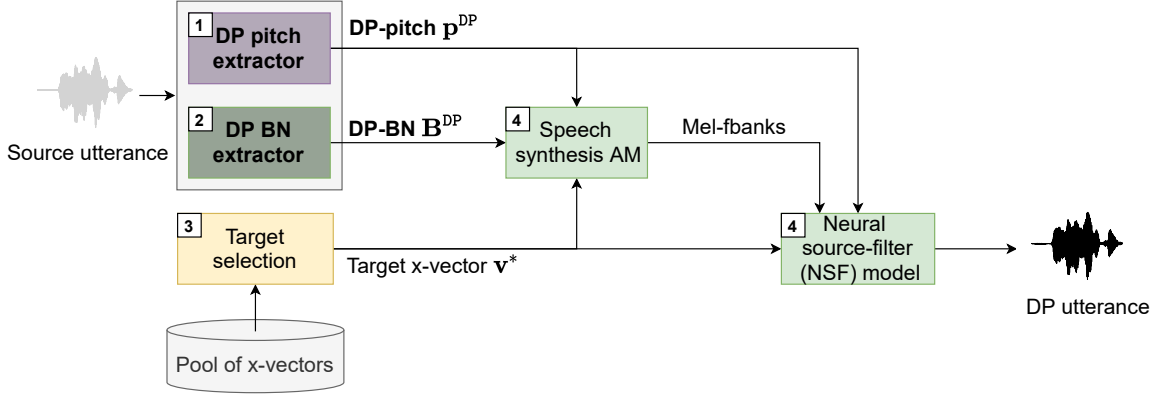 1
DP pitch
extractor
DP-pitch p^DP
2
DP BN
extractor
DP-BN B^DP
4
Speech
synthesis AM
Mel-fbanks
Source utterance
3
Target
selection
Target x-vector v*
4
Neural
source-filter
(NSF) model
DP utterance
Pool of x-vectors